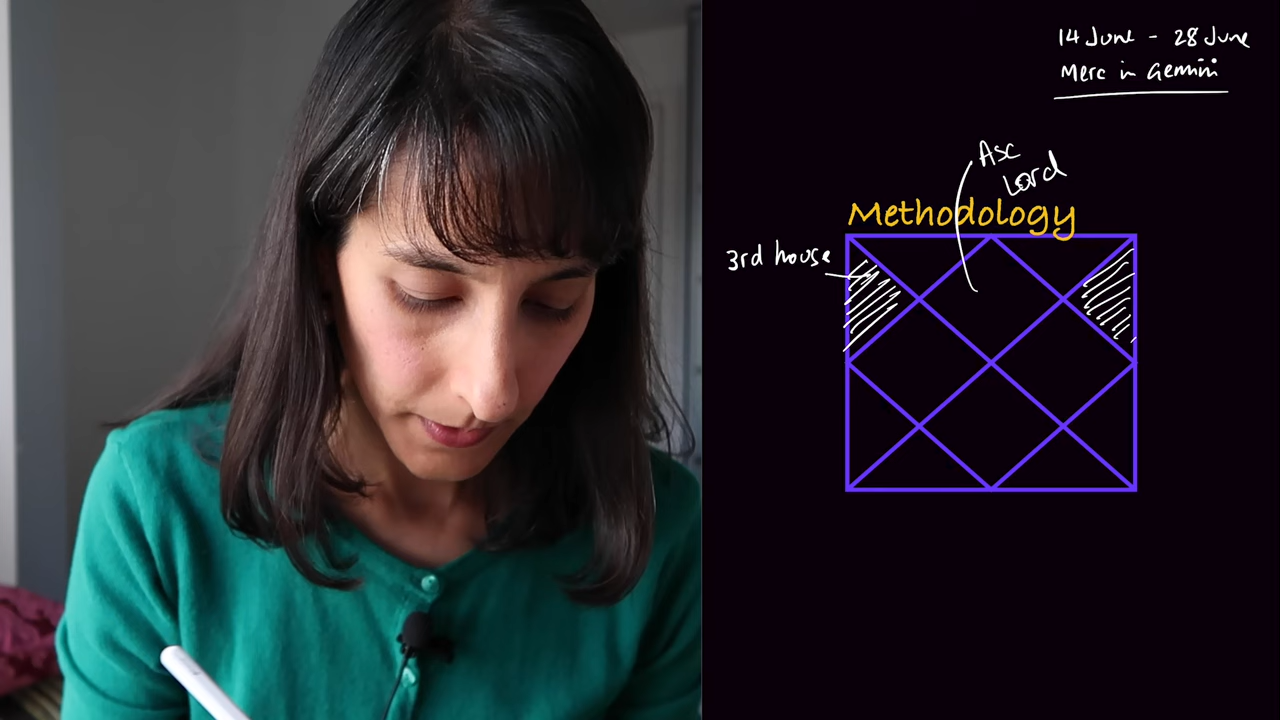 14 June - 28 June
Merc in Gemini
Asc
Lord
Methodology
3rd house